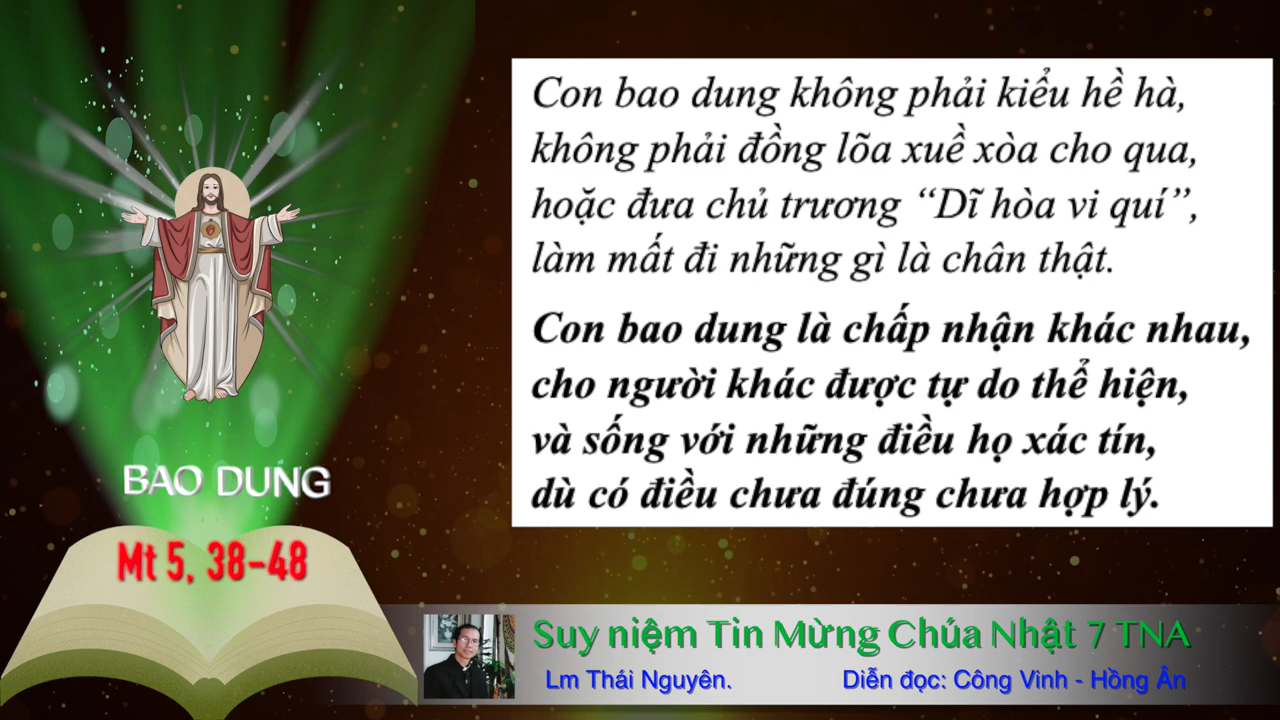 Con bao dung không phải kiểu hề hà,
không phải đồng lõa xuề xòa cho qua,
hoặc đưa chủ trương “Dĩ hòa vi quí”,
làm mất đi những gì là chân thật.
Con bao dung là chấp nhận khác nhau,
cho người khác được tự do thể hiện,
và sống với những điều họ xác tín,
dù có điều chưa đúng chưa hợp lý.
BAO DUNG
Mt 5, 38-48
Suy niệm Tin Mừng Chúa Nhật 7 TNA
Lm Thái Nguyên. Diễn đọc: Công Vinh - Hồng Ân